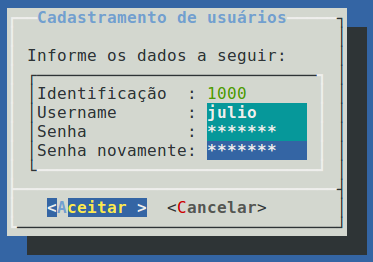 Cadastramento de usuários
Informe os dados a seguir:
Identificação : 1000
Username : julio
Senha : *******
Senha novamente: *******
<Aceitar > <Cancelar>